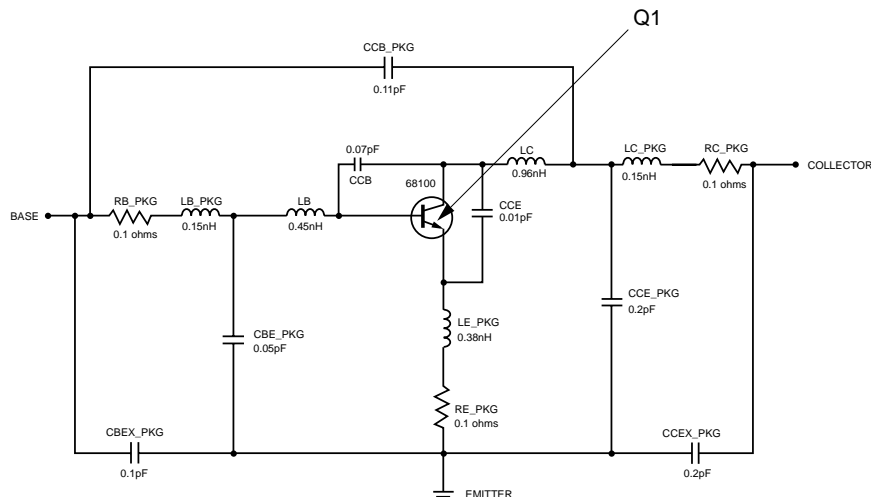 Q1
CCB_PKG
0.11pF
0.07pF
CCB
LC
0.96nH
LC_PKG
0.15nH
RC_PKG
0.1 ohms
COLLECTOR
68100
CCE
0.01pF
BASE
RB_PKG
0.1 ohms
LB_PKG
0.15nH
LB
0.45nH
CCE_PKG
0.2pF
LE_PKG
0.38nH
CBE_PKG
0.05pF
RE_PKG
0.1 ohms
CBEX_PKG
0.1pF
CCEX_PKG
0.2pF
EMITTER